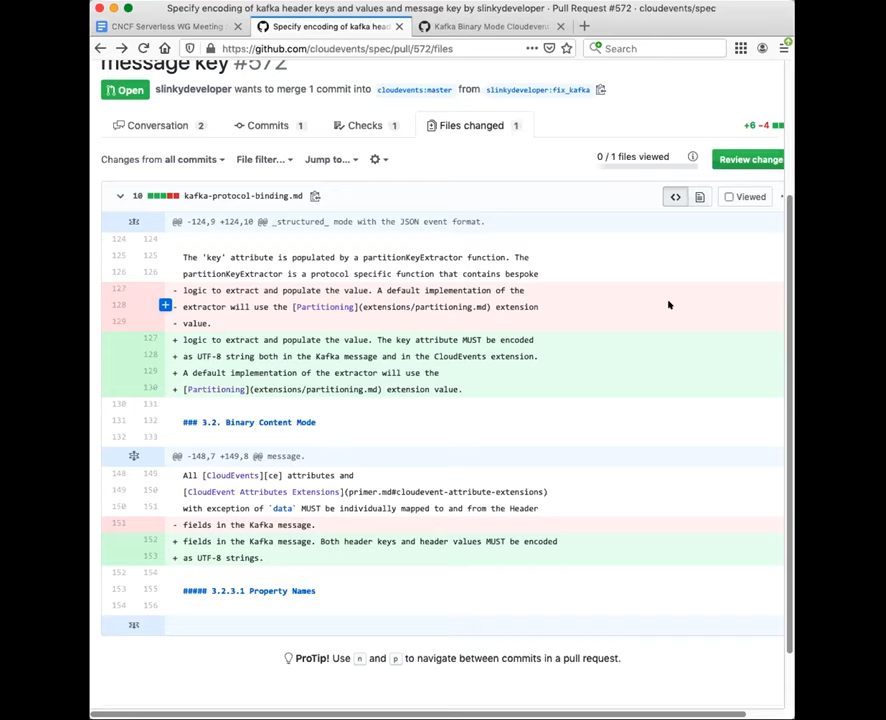 Specify encoding of kafka header keys and values and message key by slinkydeveloper · Pull Request #572 · cloudevents/spec
CNCF Serverless WG Meeting
Specify encoding of kafka head
Kafka Binary Mode Cloudevent
https://github.com/cloudevents/spec/pull/572/files
Search
message key #572
Open
slinkydeveloper wants to merge 1 commit into cloudevents:master from slinkydeveloper:fix_kafka
Conversation 2
Commits 1
Checks 1
Files changed 1
+6 −4
Changes from all commits
File filter...
Jump to...
0 / 1 files viewed
Review change
10 kafka-protocol-binding.md
Viewed
@@ -124,9 +124,10 @@ _structured_ mode with the JSON event format.
124 124
125 125 The 'key' attribute is populated by a partitionKeyExtractor function. The
126 126 partitionKeyExtractor is a protocol specific function that contains bespoke
127 - logic to extract and populate the value. A default implementation of the
128 - extractor will use the [Partitioning](extensions/partitioning.md) extension
129 - value.
127 + logic to extract and populate the value. The key attribute MUST be encoded
128 + as UTF-8 string both in the Kafka message and in the CloudEvents extension.
129 + A default implementation of the extractor will use the
130 + [Partitioning](extensions/partitioning.md) extension value.
130 131
131 132 ### 3.2. Binary Content Mode
132 133
@@ -148,7 +149,8 @@ message.
148 149 All [CloudEvents][ce] attributes and
149 150 [CloudEvent Attributes Extensions](primer.md#cloudevent-attribute-extensions)
150 151 with exception of `data` MUST be individually mapped to and from the Header
151 - fields in the Kafka message.
152 + fields in the Kafka message. Both header keys and header values MUST be encoded
153 + as UTF-8 strings.
152 154
153 155 ##### 3.2.3.1 Property Names
154 156
ProTip! Use n and p to navigate between commits in a pull request.